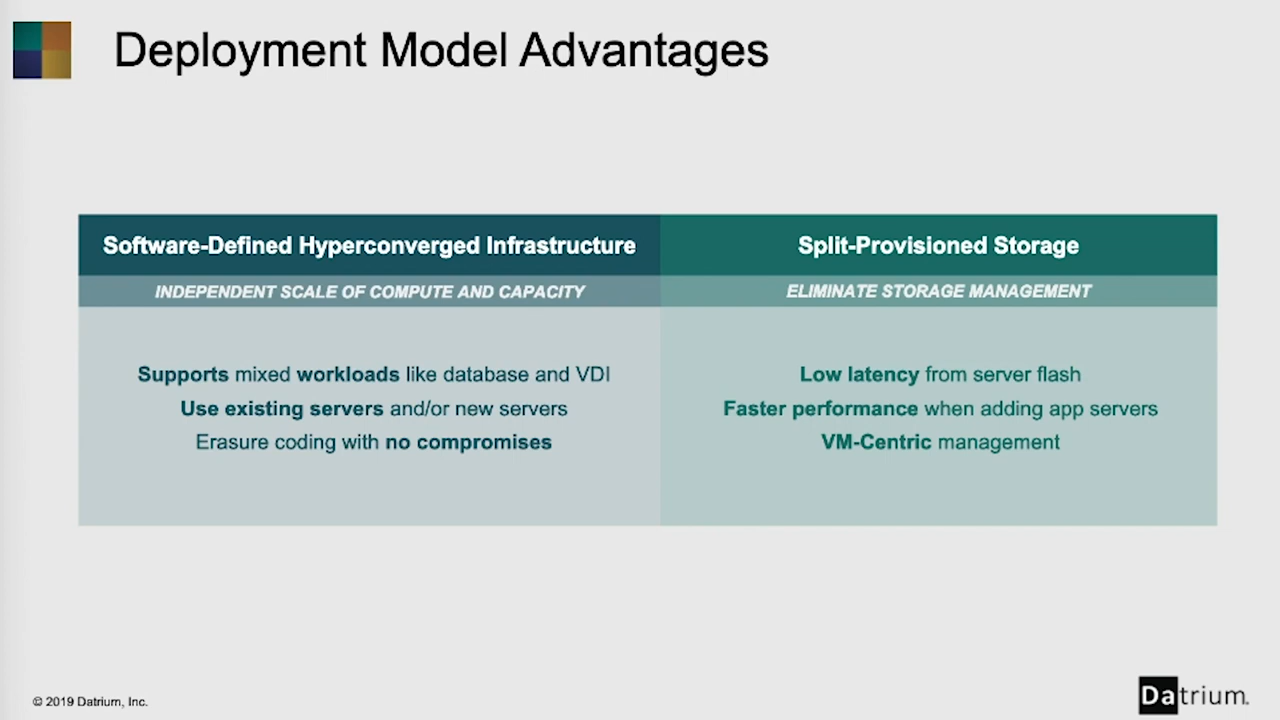 Deployment Model Advantages
Software-Defined Hyperconverged Infrastructure
INDEPENDENT SCALE OF COMPUTE AND CAPACITY
Supports mixed workloads like database and VDI
Use existing servers and/or new servers
Erasure coding with no compromises
Split-Provisioned Storage
ELIMINATE STORAGE MANAGEMENT
Low latency from server flash
Faster performance when adding app servers
VM-Centric management
© 2019 Datrium, Inc.
Datrium.